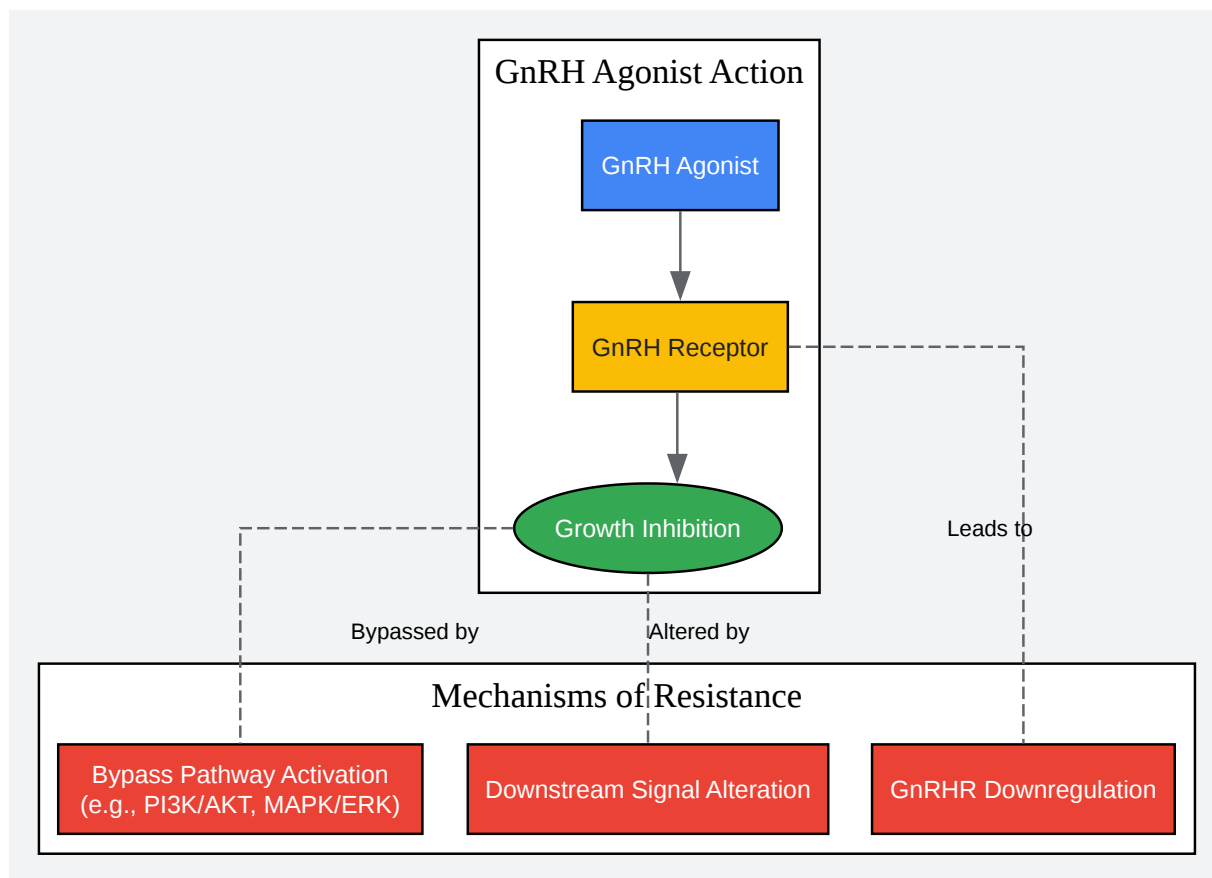 GnRH Agonist Action
GnRH Agonist
GnRH Receptor
Growth Inhibition
Leads to
Bypassed by
Altered by
Mechanisms of Resistance
Bypass Pathway Activation
(e.g., PI3K/AKT, MAPK/ERK)
Downstream Signal Alteration
GnRHR Downregulation